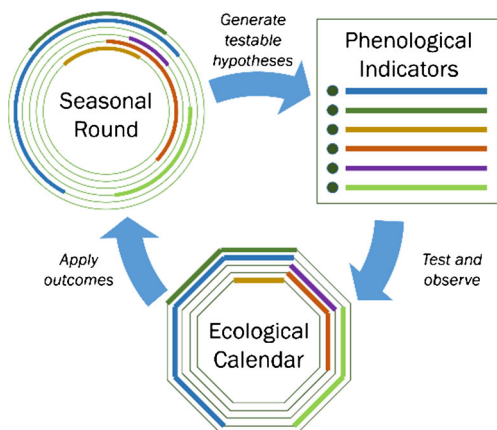 Generate
testable
hypotheses
Seasonal
Round
Phenological
Indicators
Apply
outcomes
Test and
observe
Ecological
Calendar